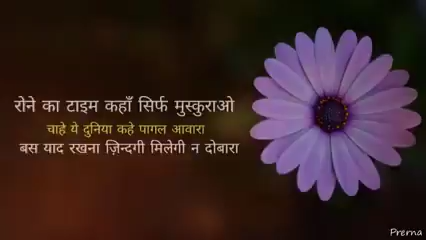 रोने का टाइम कहाँ सिर्फ मुस्कुराओ
चाहे ये दुनिया कहे पागल आवारा
बस याद रखना ज़िन्दगी मिलेगी न दोबारा
Prerna